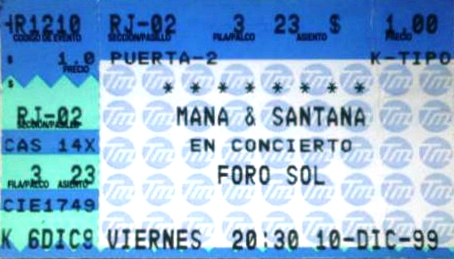 HR1210 RJ-02 3 23 $ 1.00
CODIGO DE EVENTO SECCION/PASILLO FILA/PALCO ASIENTO PRECIO
$ 1.0 PUERTA-2 K-TIPO
PRECIO
$
* * * * * * * *
RJ-02 MANA & SANTANA
SECCION/PASILLO
CAS 14X EN CONCIERTO
3 23 FORO SOL
FILA/PALCO ASIENTO
CIE1749
K 6DIC9 VIERNES 20:30 10-DIC-99